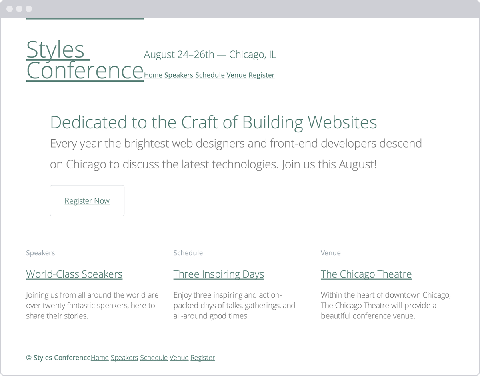 Styles
Conference
August 24–26th — Chicago, IL
Home Speakers Schedule Venue Register
Dedicated to the Craft of Building Websites
Every year the brightest web designers and front-end developers descend
on Chicago to discuss the latest technologies. Join us this August!
Register Now
Speakers
World-Class Speakers
Joining us from all around the world are
over twenty fantastic speakers, here to
share their stories.
Schedule
Three Inspiring Days
Enjoy three inspiring and action-
packed days of talks, gatherings, and
all-around good times.
Venue
The Chicago Theatre
Within the heart of downtown Chicago,
The Chicago Theatre will provide a
beautiful conference venue.
© Styles ConferenceHome Speakers Schedule Venue Register